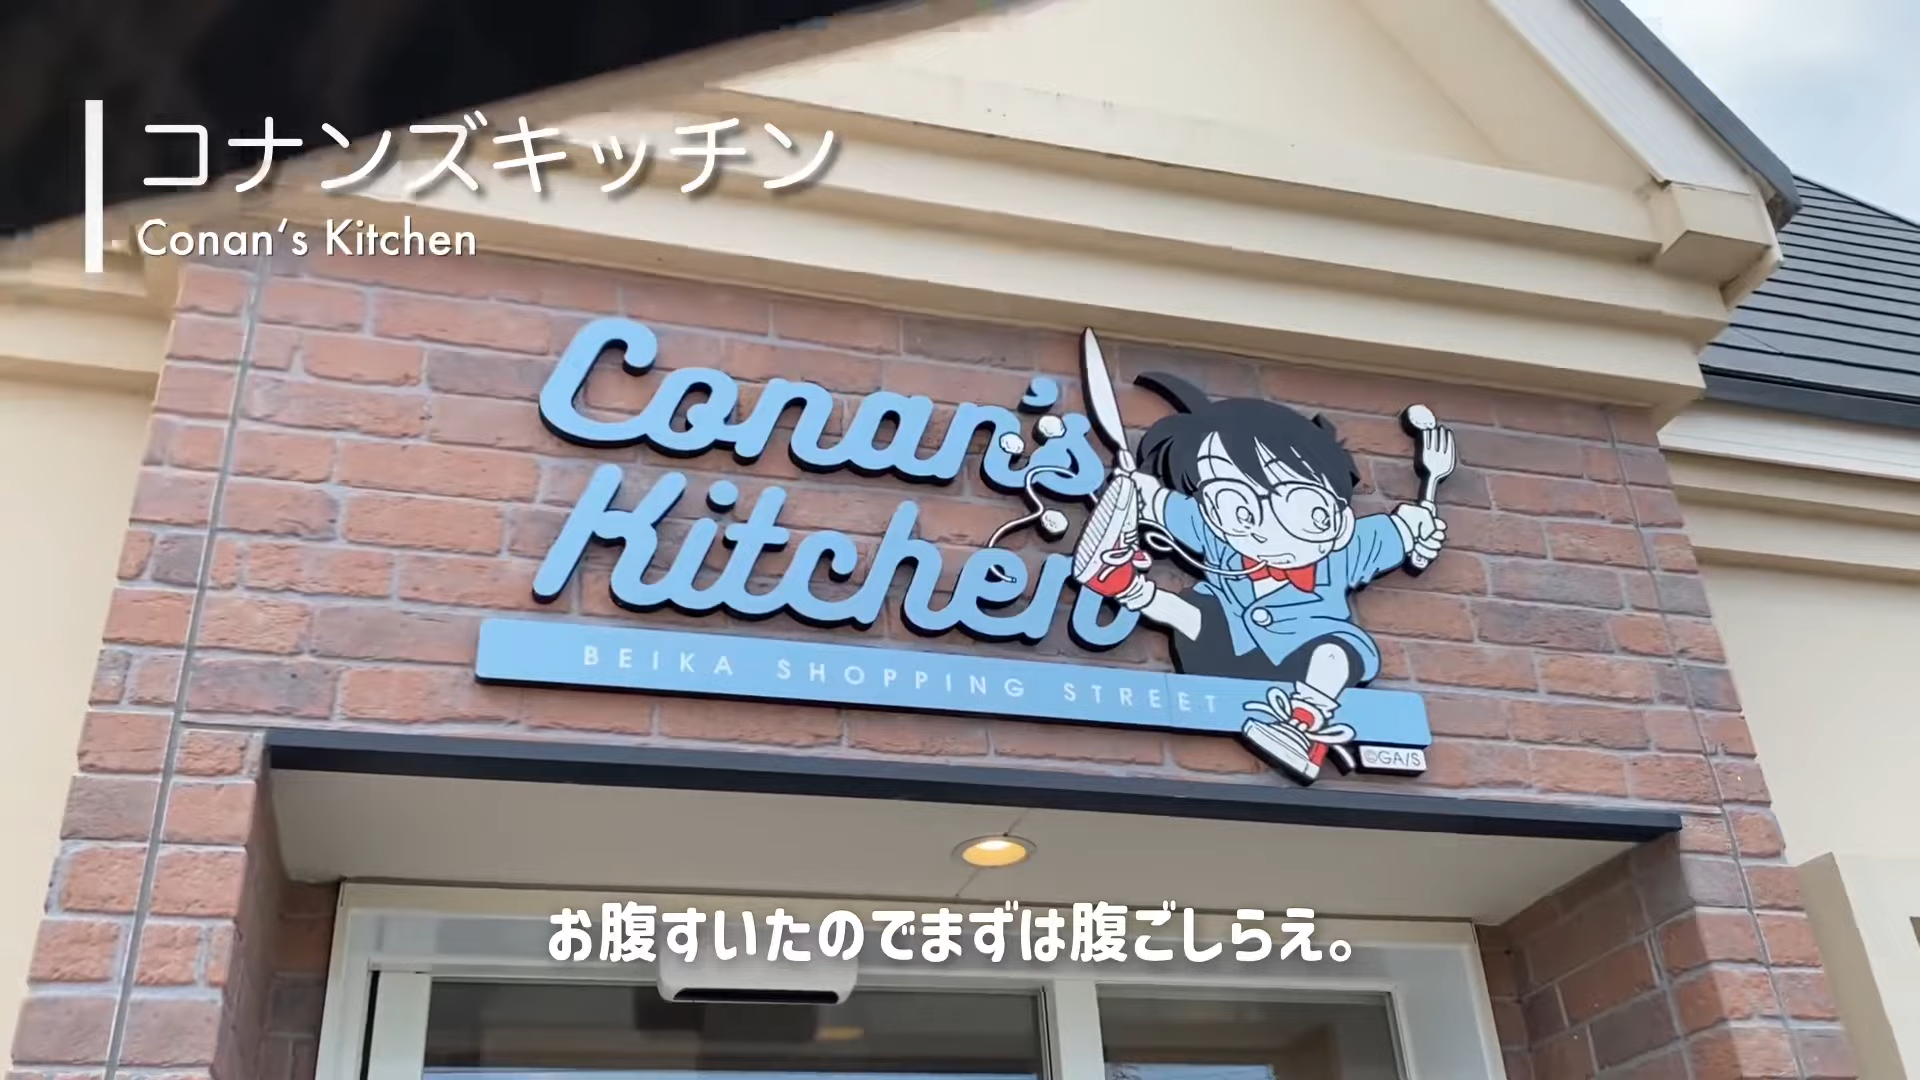 コナンズキッチン
Conan‘s Kitchen
Conan's
Kitchen
BEIKA SHOPPING STREET
©GA/S
お腹すいたのでまずは腹ごしらえ。